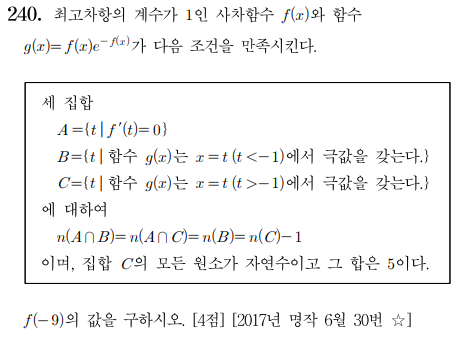 240. 최고차항의 계수가 1인 사차함수 f(x)와 함수
g(x)=f(x)e^{-f(x)}가 다음 조건을 만족시킨다.
세 집합
A={t | f'(t)=0}
B={t | 함수 g(x)는 x=t (t<-1)에서 극값을 갖는다.}
C={t | 함수 g(x)는 x=t (t>-1)에서 극값을 갖는다.}
에 대하여
n(A∩B)=n(A∩C)=n(B)=n(C)-1
이며, 집합 C의 모든 원소가 자연수이고 그 합은 5이다.
f(-9)의 값을 구하시오. [4점] [2017년 명작 6월 30번 ☆]